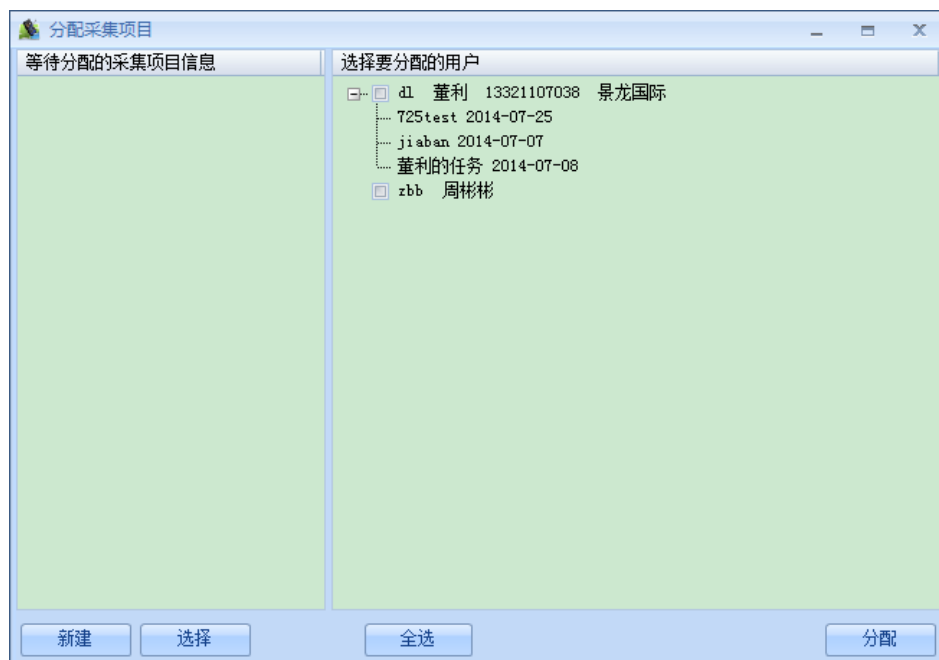 分配采集项目
等待分配的采集项目信息
选择要分配的用户
dl 董利 13321107038 景龙国际
725test 2014-07-25
jiaban 2014-07-07
董利的任务 2014-07-08
zbb 周彬彬
新建 选择 全选 分配